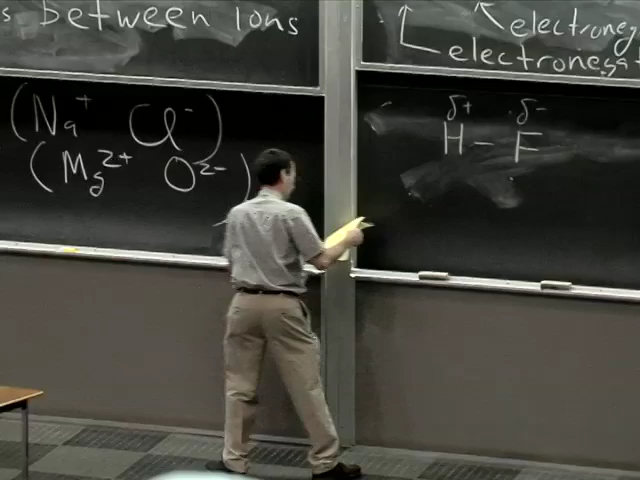 between Ions
(Na+ Cl-)
(Mg2+ O2-)
electroneg
electronegat
δ+ δ-
H - F